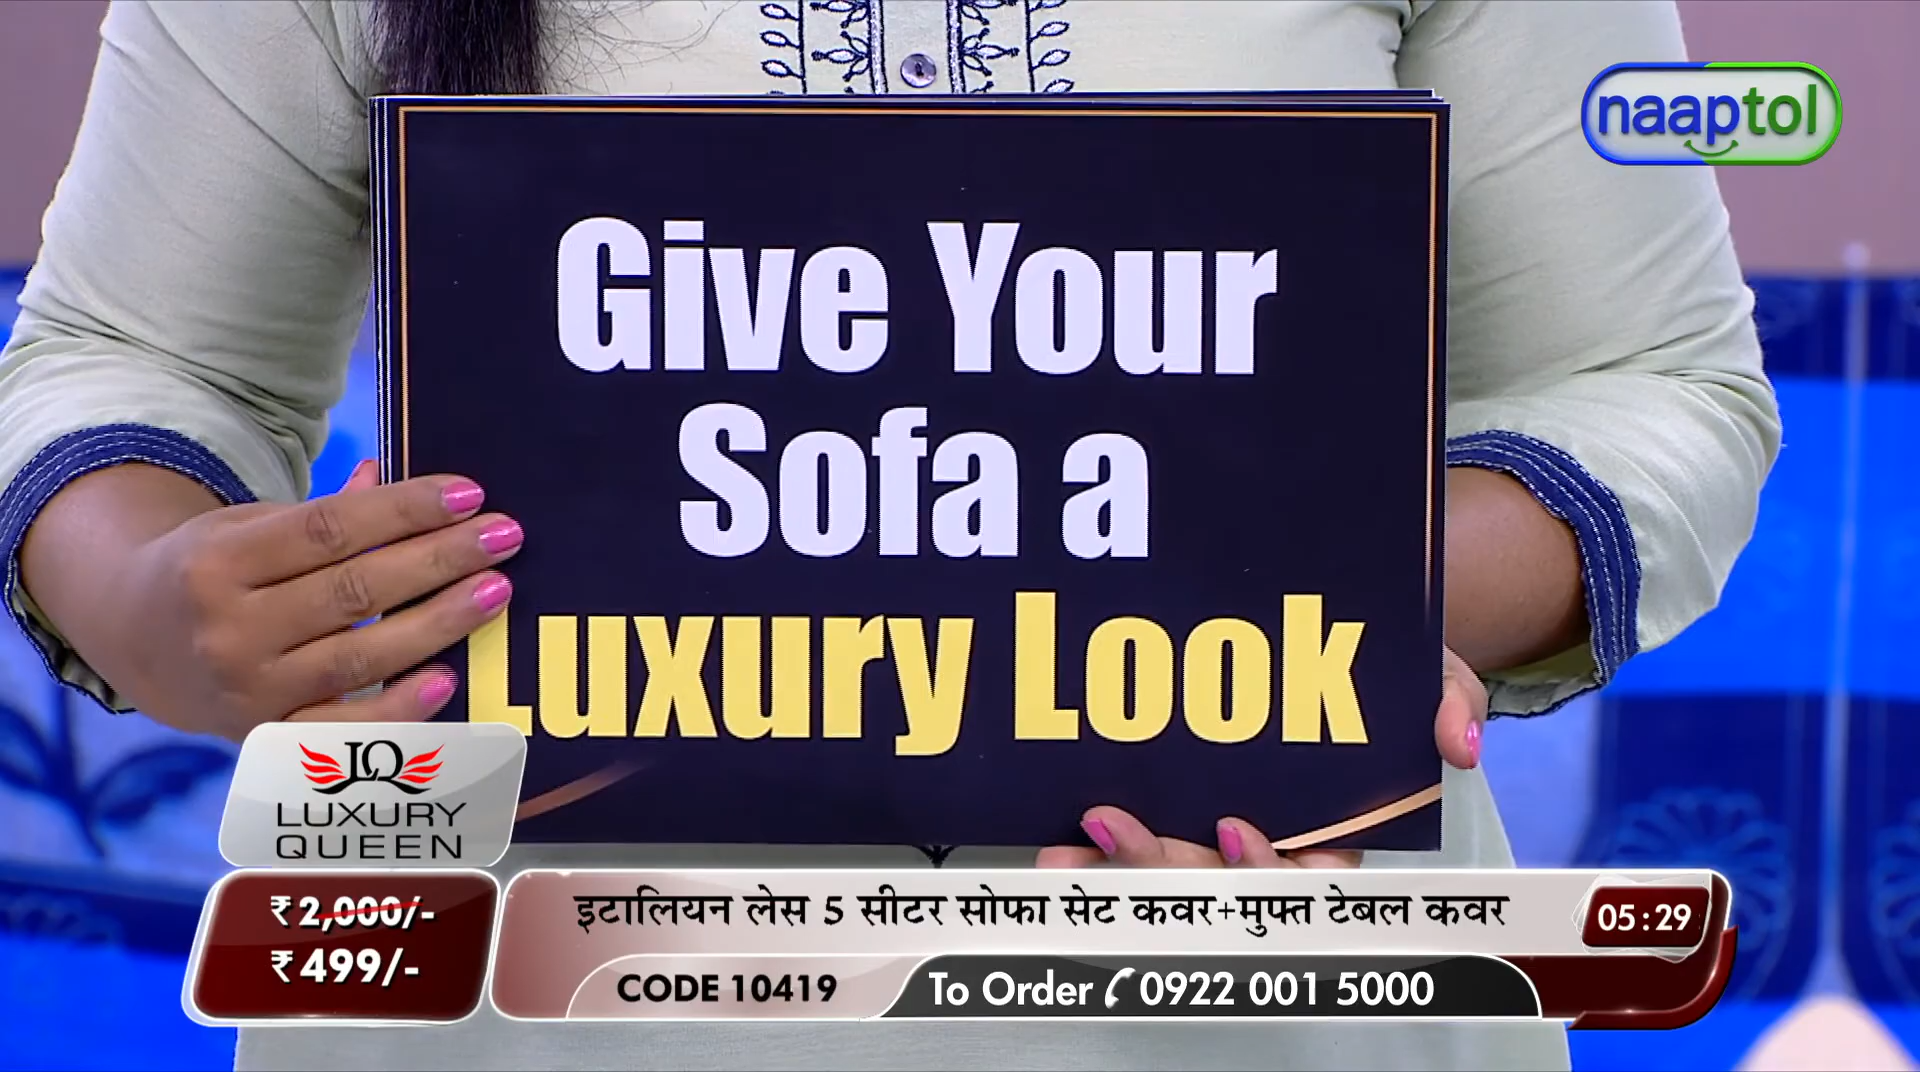 naaptol
Give Your
Sofa a
Luxury Look
LQ
LUXURY
QUEEN
₹ 2,000/-
₹ 499/-
इटालियन लेस 5 सीटर सोफा सेट कवर+मुफ्त टेबल कवर
05:29
CODE 10419
To Order 0922 001 5000